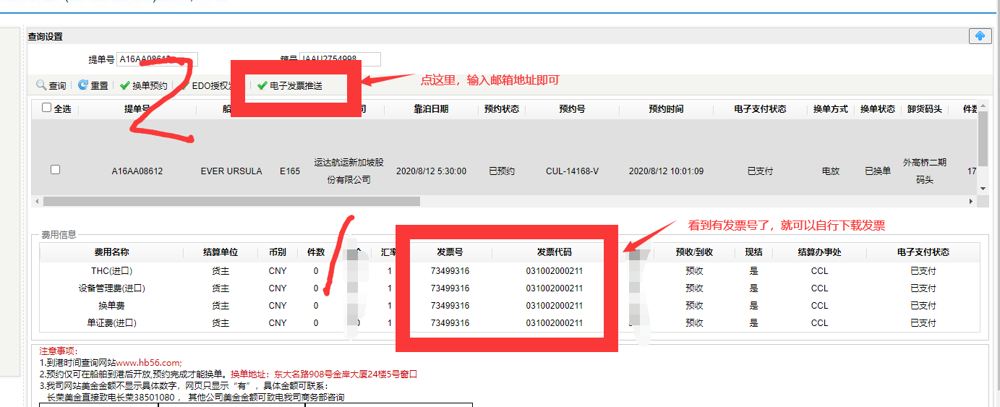 查询设置
提单号 A16AA08612 箱号 IAAU2754998
查询 重置 换单预约 EDO授权 电子发票推送 点这里，输入邮箱地址即可
全选 提单号 船 司 靠泊日期 预约状态 预约号 预约时间 电子支付状态 换单方式 换单状态 卸货码头 件数
A16AA08612 EVER URSULA E165 运达航运新加坡股份有限公司 2020/8/12 5:30:00 已预约 CUL-14168-V 2020/8/12 10:01:09 已支付 电放 已换单 外高桥二期码头 17
2
1
看到有发票号了，就可以自行下载发票
费用信息
费用名称 结算单位 币别 件数 汇率 发票号 发票代码 预收/到收 现结 结算办事处 电子支付状态
THC(进口) 货主 CNY 0 1 73499316 031002000211 预收 是 CCL 已支付
设备管理费(进口) 货主 CNY 0 1 73499316 031002000211 预收 是 CCL 已支付
换单费 货主 CNY 0 1 73499316 031002000211 预收 是 CCL 已支付
单证费(进口) 货主 CNY 0 1 73499316 031002000211 预收 是 CCL 已支付
注意事项：
1.到港时间查询网站www.hb56.com;
2.预约仅可在船舶到港后开放,预约完成才能换单。换单地址：东大名路908号金岸大厦24楼5号窗口
3.我司网站美金金额不显示具体数字，网页只显示“有”，具体金额可联系：
长荣美金直接致电长荣38501080 ， 其他公司美金金额可致电我司商务部咨询